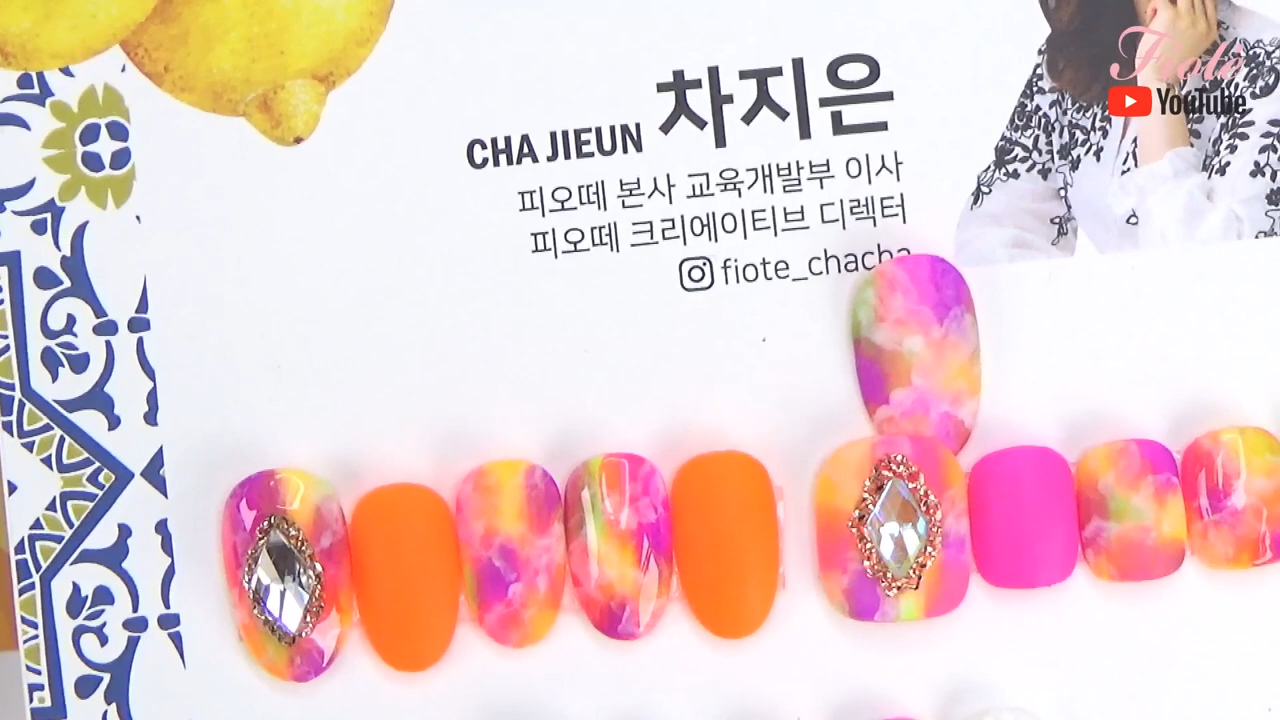 Fiotè
YouTube
CHA JIEUN 차지은
피오떼 본사 교육개발부 이사
피오떼 크리에이티브 디렉터
fiote_chacha